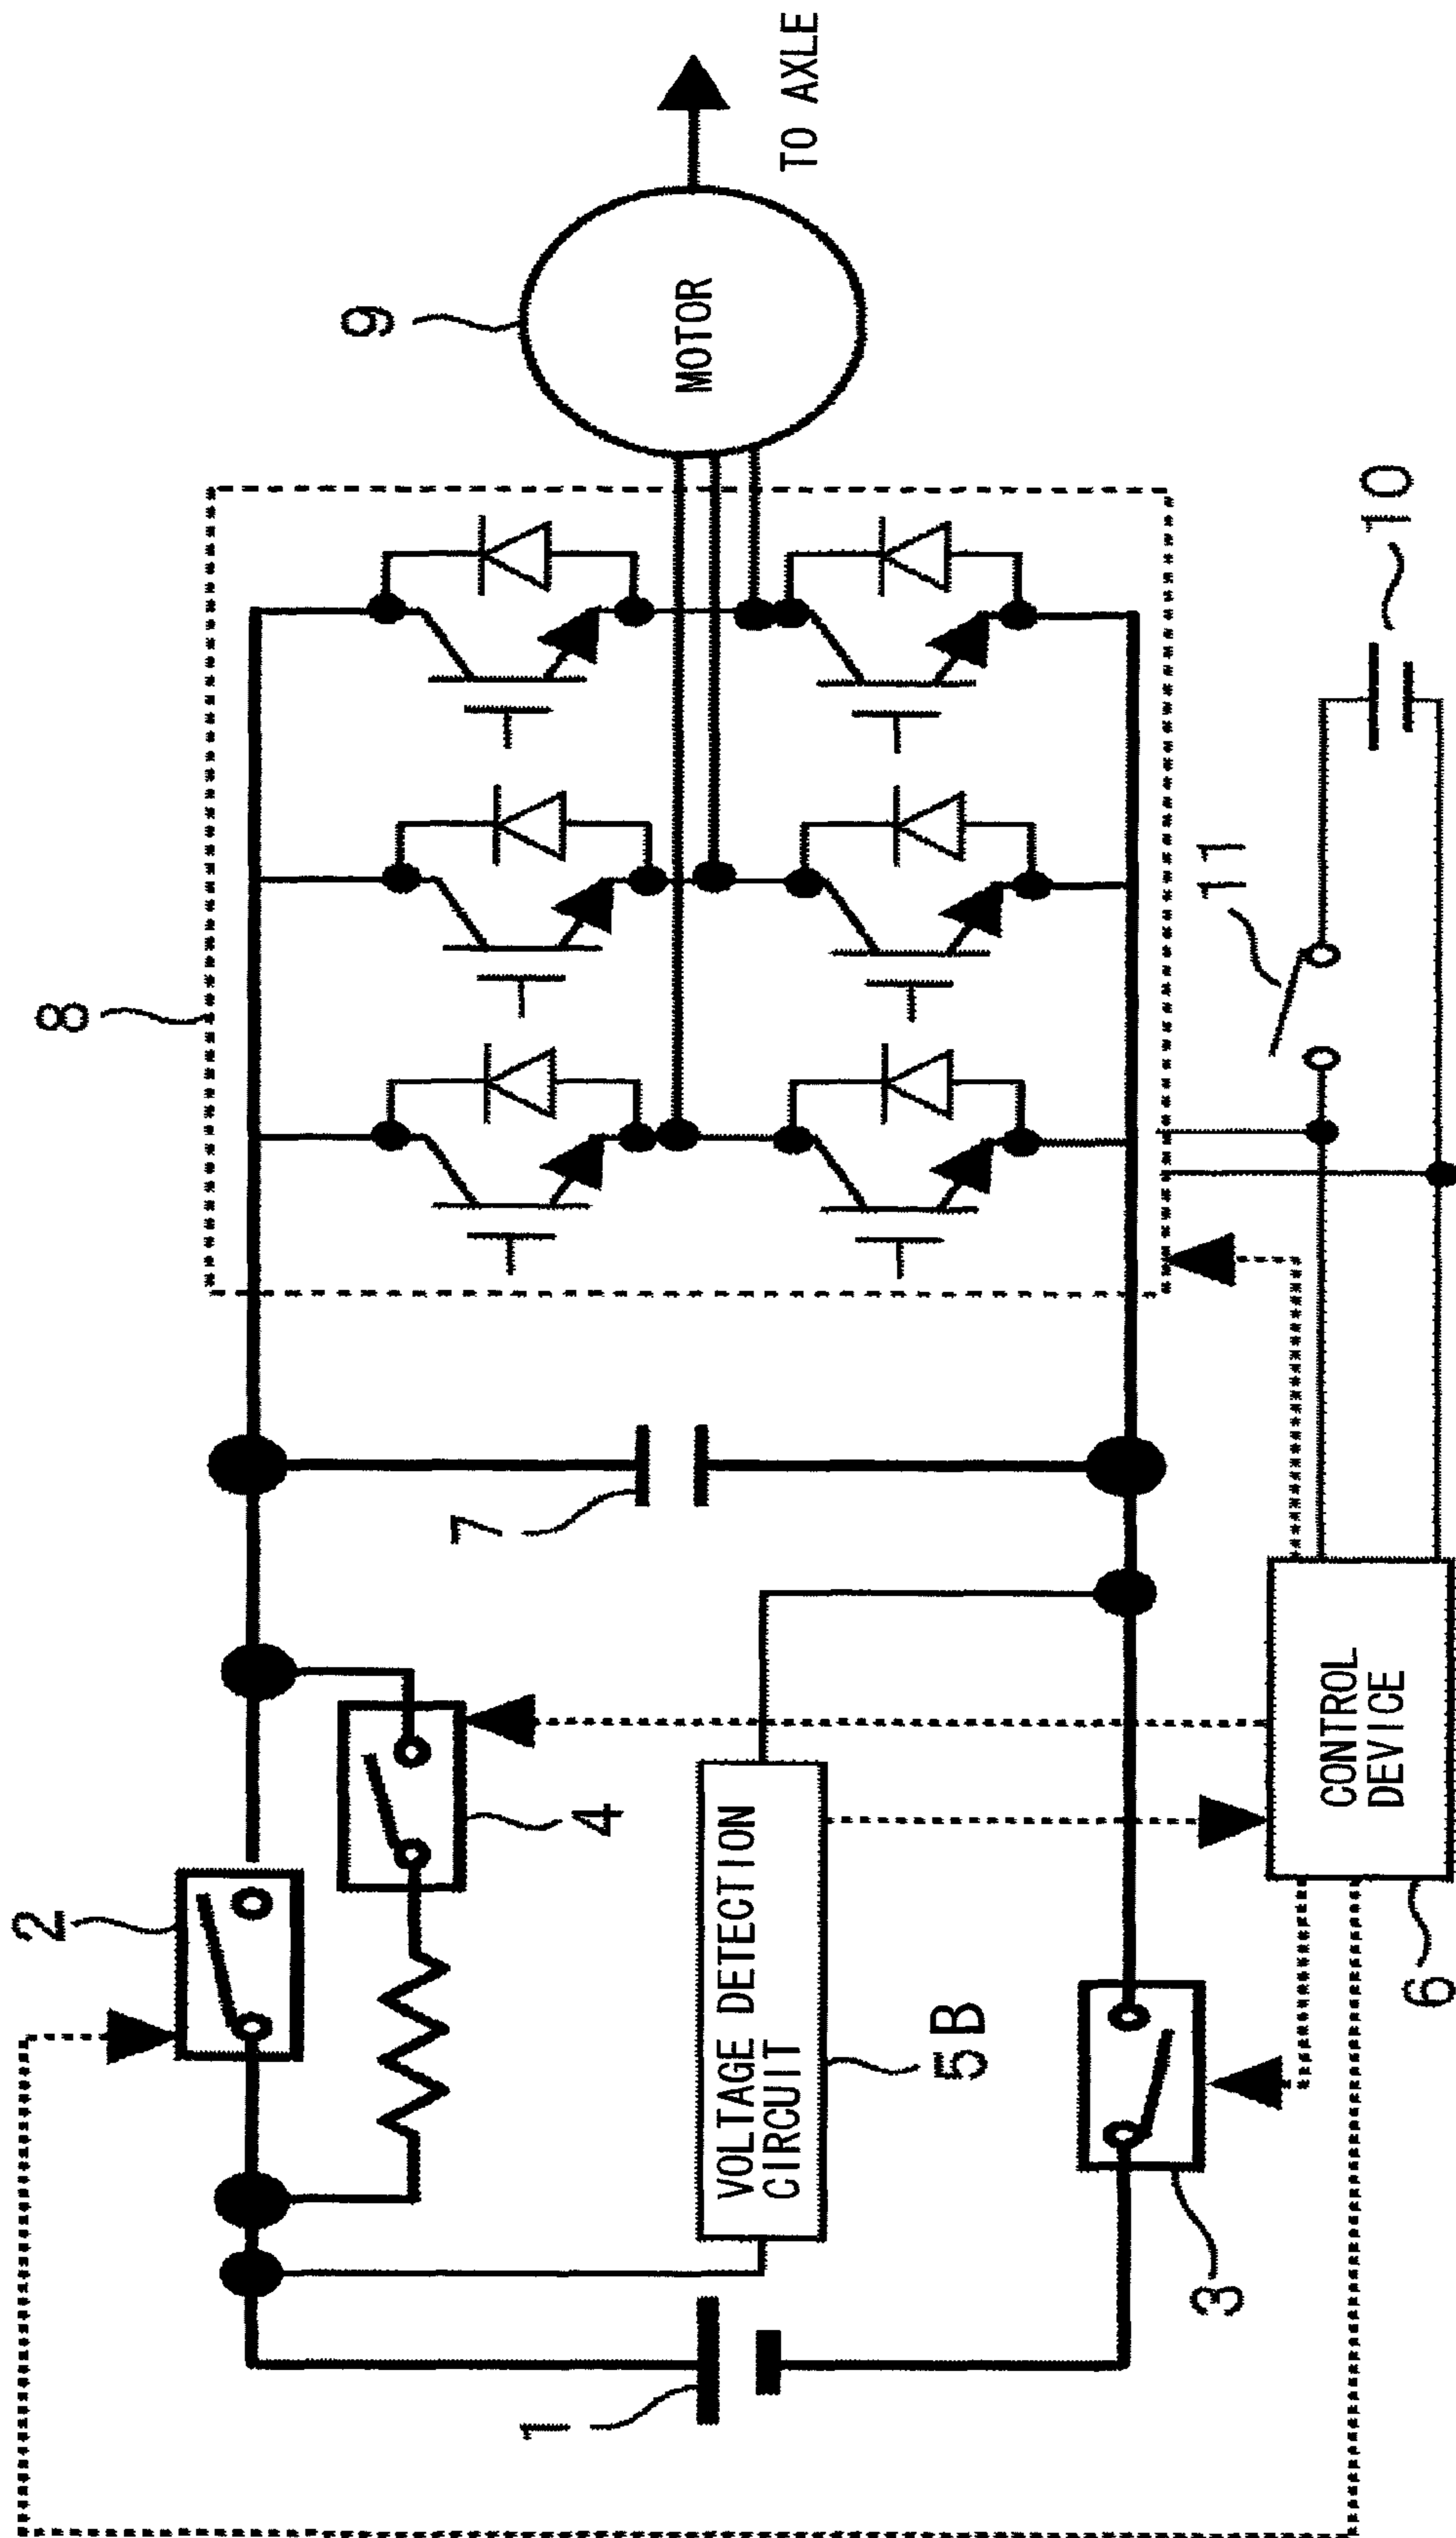 2
8
9
MOTOR
TO AXLE
4
7
1
VOLTAGE DETECTION
CIRCUIT
5B
3
11
10
CONTROL
DEVICE
6